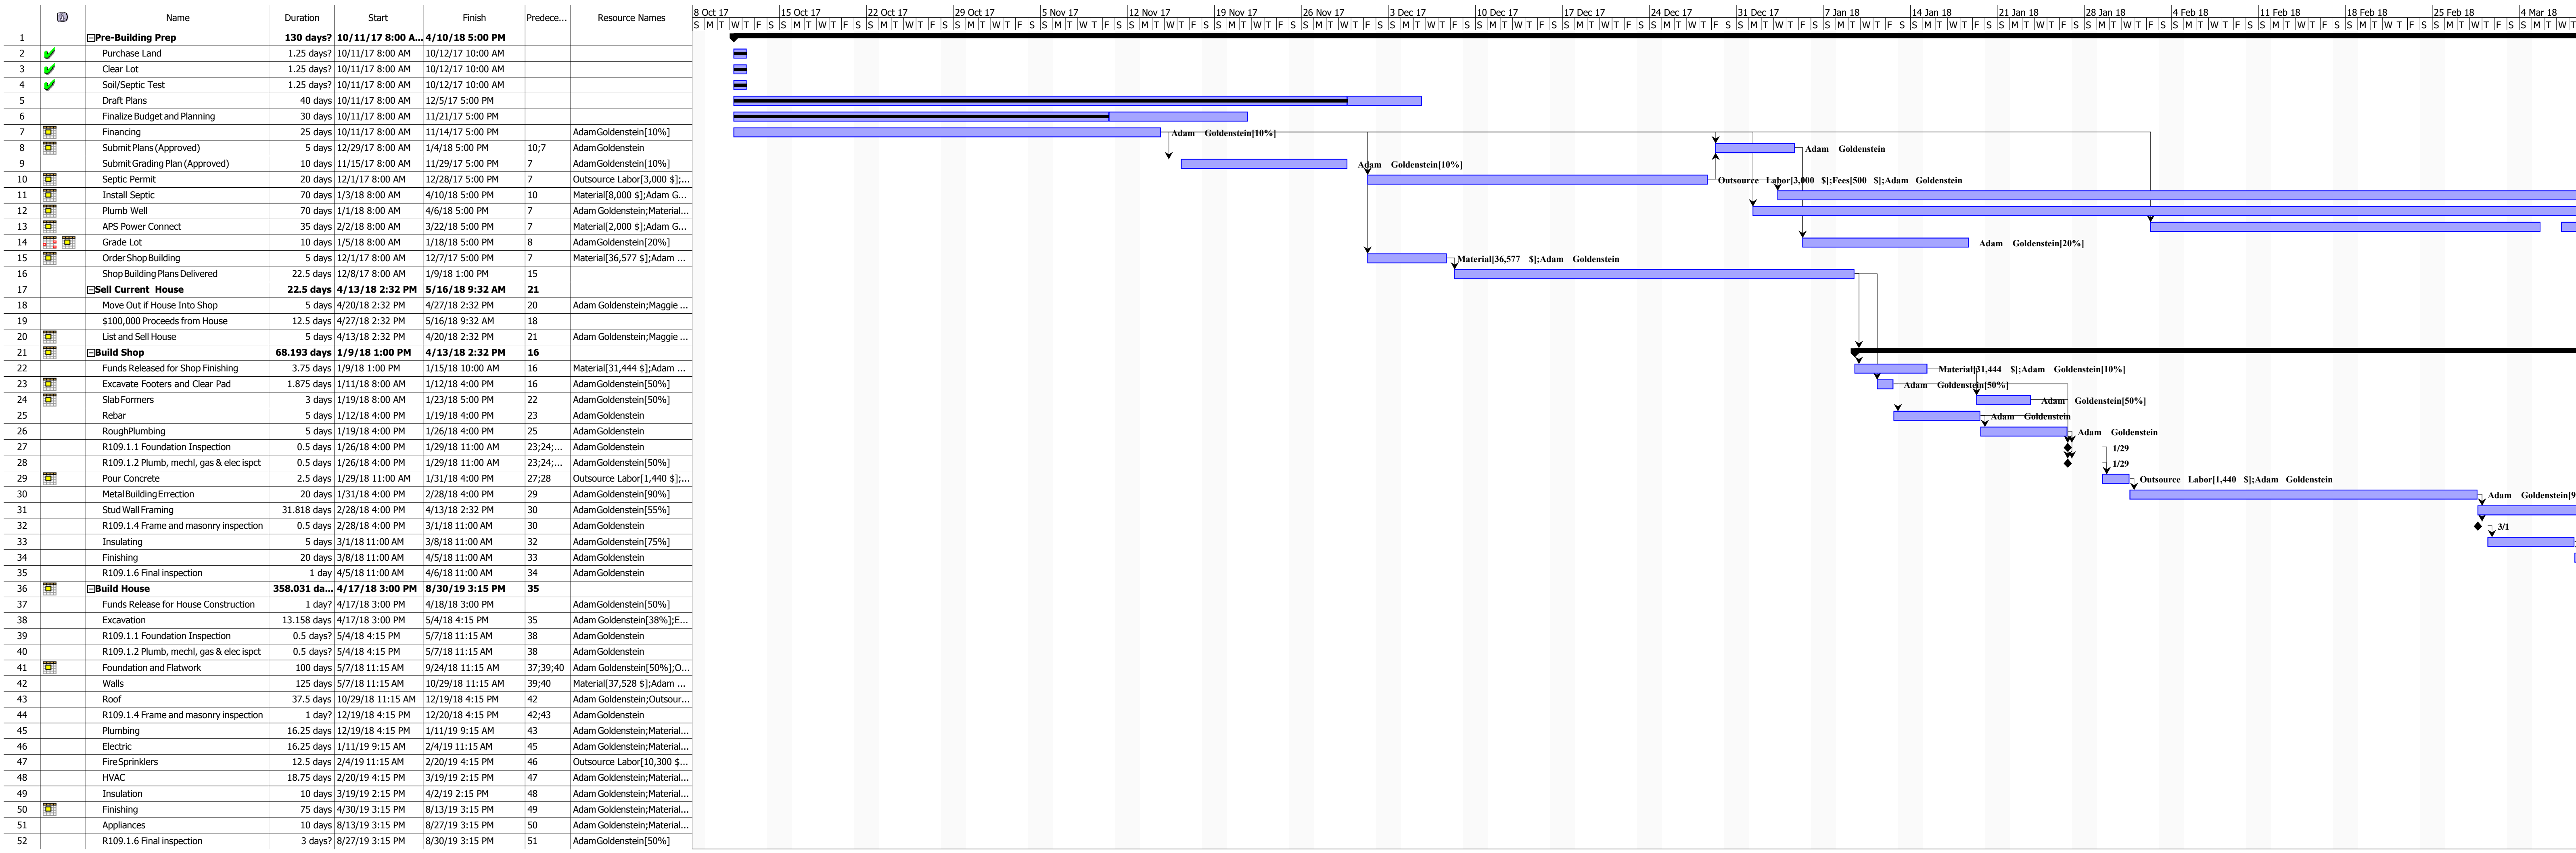 Name Duration Start Finish Predece... Resource Names
8 Oct 17 15 Oct 17 22 Oct 17 29 Oct 17 5 Nov 17 12 Nov 17 19 Nov 17 26 Nov 17 3 Dec 17 10 Dec 17 17 Dec 17 24 Dec 17 31 Dec 17 7 Jan 18 14 Jan 18 21 Jan 18 28 Jan 18 4 Feb 18 11 Feb 18 18 Feb 18 25 Feb 18 4 Mar 18
S M T W T F S S M T W T F S S M T W T F S S M T W T F S S M T W T F S S M T W T F S S M T W T F S S M T W T F S S M T W T F S S M T W T F S S M T W T F S S M T W T F S S M T W T F S S M T W T F S S M T W T F S S M T W T F S S M T W T F S S M T W T F S S M T W T F S S M T W T F S S M T W T F S S M T W T
1 Pre-Building Prep 130 days? 10/11/17 8:00 A... 4/10/18 5:00 PM
2 Purchase Land 1.25 days? 10/11/17 8:00 AM 10/12/17 10:00 AM
3 Clear Lot 1.25 days? 10/11/17 8:00 AM 10/12/17 10:00 AM
4 Soil/Septic Test 1.25 days? 10/11/17 8:00 AM 10/12/17 10:00 AM
5 Draft Plans 40 days 10/11/17 8:00 AM 12/5/17 5:00 PM
6 Finalize Budget and Planning 30 days 10/11/17 8:00 AM 11/21/17 5:00 PM
7 Financing 25 days 10/11/17 8:00 AM 11/14/17 5:00 PM Adam Goldenstein[10%] Adam Goldenstein[10%]
8 Submit Plans (Approved) 5 days 12/29/17 8:00 AM 1/4/18 5:00 PM 10;7 Adam Goldenstein Adam Goldenstein
9 Submit Grading Plan (Approved) 10 days 11/15/17 8:00 AM 11/29/17 5:00 PM 7 Adam Goldenstein[10%] Adam Goldenstein[10%]
10 Septic Permit 20 days 12/1/17 8:00 AM 12/28/17 5:00 PM 7 Outsource Labor[3,000 $];... Outsource Labor[3,000 $];Fees[500 $];Adam Goldenstein
11 Install Septic 70 days 1/3/18 8:00 AM 4/10/18 5:00 PM 10 Material[8,000 $];Adam G...
12 Plumb Well 70 days 1/1/18 8:00 AM 4/6/18 5:00 PM 7 Adam Goldenstein;Material...
13 APS Power Connect 35 days 2/2/18 8:00 AM 3/22/18 5:00 PM 7 Material[2,000 $];Adam G...
14 Grade Lot 10 days 1/5/18 8:00 AM 1/18/18 5:00 PM 8 Adam Goldenstein[20%] Adam Goldenstein[20%]
15 Order Shop Building 5 days 12/1/17 8:00 AM 12/7/17 5:00 PM 7 Material[36,577 $];Adam ... Material[36,577 $];Adam Goldenstein
16 Shop Building Plans Delivered 22.5 days 12/8/17 8:00 AM 1/9/18 1:00 PM 15
17 Sell Current House 22.5 days 4/13/18 2:32 PM 5/16/18 9:32 AM 21
18 Move Out if House Into Shop 5 days 4/20/18 2:32 PM 4/27/18 2:32 PM 20 Adam Goldenstein;Maggie ...
19 $100,000 Proceeds from House 12.5 days 4/27/18 2:32 PM 5/16/18 9:32 AM 18
20 List and Sell House 5 days 4/13/18 2:32 PM 4/20/18 2:32 PM 21 Adam Goldenstein;Maggie ...
21 Build Shop 68.193 days 1/9/18 1:00 PM 4/13/18 2:32 PM 16
22 Funds Released for Shop Finishing 3.75 days 1/9/18 1:00 PM 1/15/18 10:00 AM 16 Material[31,444 $];Adam ... Material[31,444 $];Adam Goldenstein[10%]
23 Excavate Footers and Clear Pad 1.875 days 1/11/18 8:00 AM 1/12/18 4:00 PM 16 Adam Goldenstein[50%] Adam Goldenstein[50%]
24 Slab Formers 3 days 1/19/18 8:00 AM 1/23/18 5:00 PM 22 Adam Goldenstein[50%] Adam Goldenstein[50%]
25 Rebar 5 days 1/12/18 4:00 PM 1/19/18 4:00 PM 23 Adam Goldenstein Adam Goldenstein
26 Rough Plumbing 5 days 1/19/18 4:00 PM 1/26/18 4:00 PM 25 Adam Goldenstein Adam Goldenstein
27 R109.1.1 Foundation Inspection 0.5 days 1/26/18 4:00 PM 1/29/18 11:00 AM 23;24;... Adam Goldenstein 1/29
28 R109.1.2 Plumb, mechl, gas & elec ispct 0.5 days 1/26/18 4:00 PM 1/29/18 11:00 AM 23;24;... Adam Goldenstein[50%] 1/29
29 Pour Concrete 2.5 days 1/29/18 11:00 AM 1/31/18 4:00 PM 27;28 Outsource Labor[1,440 $];... Outsource Labor[1,440 $];Adam Goldenstein
30 Metal Building Errection 20 days 1/31/18 4:00 PM 2/28/18 4:00 PM 29 Adam Goldenstein[90%] Adam Goldenstein[9
31 Stud Wall Framing 31.818 days 2/28/18 4:00 PM 4/13/18 2:32 PM 30 Adam Goldenstein[55%]
32 R109.1.4 Frame and masonry inspection 0.5 days 2/28/18 4:00 PM 3/1/18 11:00 AM 30 Adam Goldenstein 3/1
33 Insulating 5 days 3/1/18 11:00 AM 3/8/18 11:00 AM 32 Adam Goldenstein[75%]
34 Finishing 20 days 3/8/18 11:00 AM 4/5/18 11:00 AM 33 Adam Goldenstein
35 R109.1.6 Final inspection 1 day 4/5/18 11:00 AM 4/6/18 11:00 AM 34 Adam Goldenstein
36 Build House 358.031 da... 4/17/18 3:00 PM 8/30/19 3:15 PM 35
37 Funds Release for House Construction 1 day? 4/17/18 3:00 PM 4/18/18 3:00 PM Adam Goldenstein[50%]
38 Excavation 13.158 days 4/17/18 3:00 PM 5/4/18 4:15 PM 35 Adam Goldenstein[38%];E...
39 R109.1.1 Foundation Inspection 0.5 days? 5/4/18 4:15 PM 5/7/18 11:15 AM 38 Adam Goldenstein
40 R109.1.2 Plumb, mechl, gas & elec ispct 0.5 days? 5/4/18 4:15 PM 5/7/18 11:15 AM 38 Adam Goldenstein
41 Foundation and Flatwork 100 days 5/7/18 11:15 AM 9/24/18 11:15 AM 37;39;40 Adam Goldenstein[50%];O...
42 Walls 125 days 5/7/18 11:15 AM 10/29/18 11:15 AM 39;40 Material[37,528 $];Adam ...
43 Roof 37.5 days 10/29/18 11:15 AM 12/19/18 4:15 PM 42 Adam Goldenstein;Outsour...
44 R109.1.4 Frame and masonry inspection 1 day? 12/19/18 4:15 PM 12/20/18 4:15 PM 42;43 Adam Goldenstein
45 Plumbing 16.25 days 12/19/18 4:15 PM 1/11/19 9:15 AM 43 Adam Goldenstein;Material...
46 Electric 16.25 days 1/11/19 9:15 AM 2/4/19 11:15 AM 45 Adam Goldenstein;Material...
47 Fire Sprinklers 12.5 days 2/4/19 11:15 AM 2/20/19 4:15 PM 46 Outsource Labor[10,300 $...
48 HVAC 18.75 days 2/20/19 4:15 PM 3/19/19 2:15 PM 47 Adam Goldenstein;Material...
49 Insulation 10 days 3/19/19 2:15 PM 4/2/19 2:15 PM 48 Adam Goldenstein;Material...
50 Finishing 75 days 4/30/19 3:15 PM 8/13/19 3:15 PM 49 Adam Goldenstein;Material...
51 Appliances 10 days 8/13/19 3:15 PM 8/27/19 3:15 PM 50 Adam Goldenstein;Material...
52 R109.1.6 Final inspection 3 days? 8/27/19 3:15 PM 8/30/19 3:15 PM 51 Adam Goldenstein[50%]